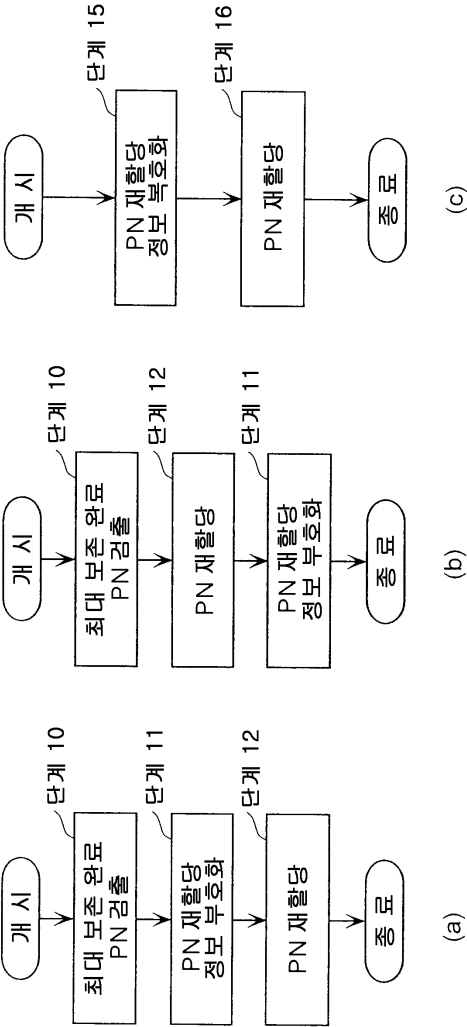 개 시
단계 10
최대 보존 완료
PN 검출
단계 11
PN 재할당
정보 부호화
단계 12
PN 재할당
종 료
(a)
개 시
단계 10
최대 보존 완료
PN 검출
단계 12
PN 재할당
단계 11
PN 재할당
정보 부호화
종 료
(b)
개 시
단계 15
PN 재할당
정보 복호화
단계 16
PN 재할당
종 료
(c)